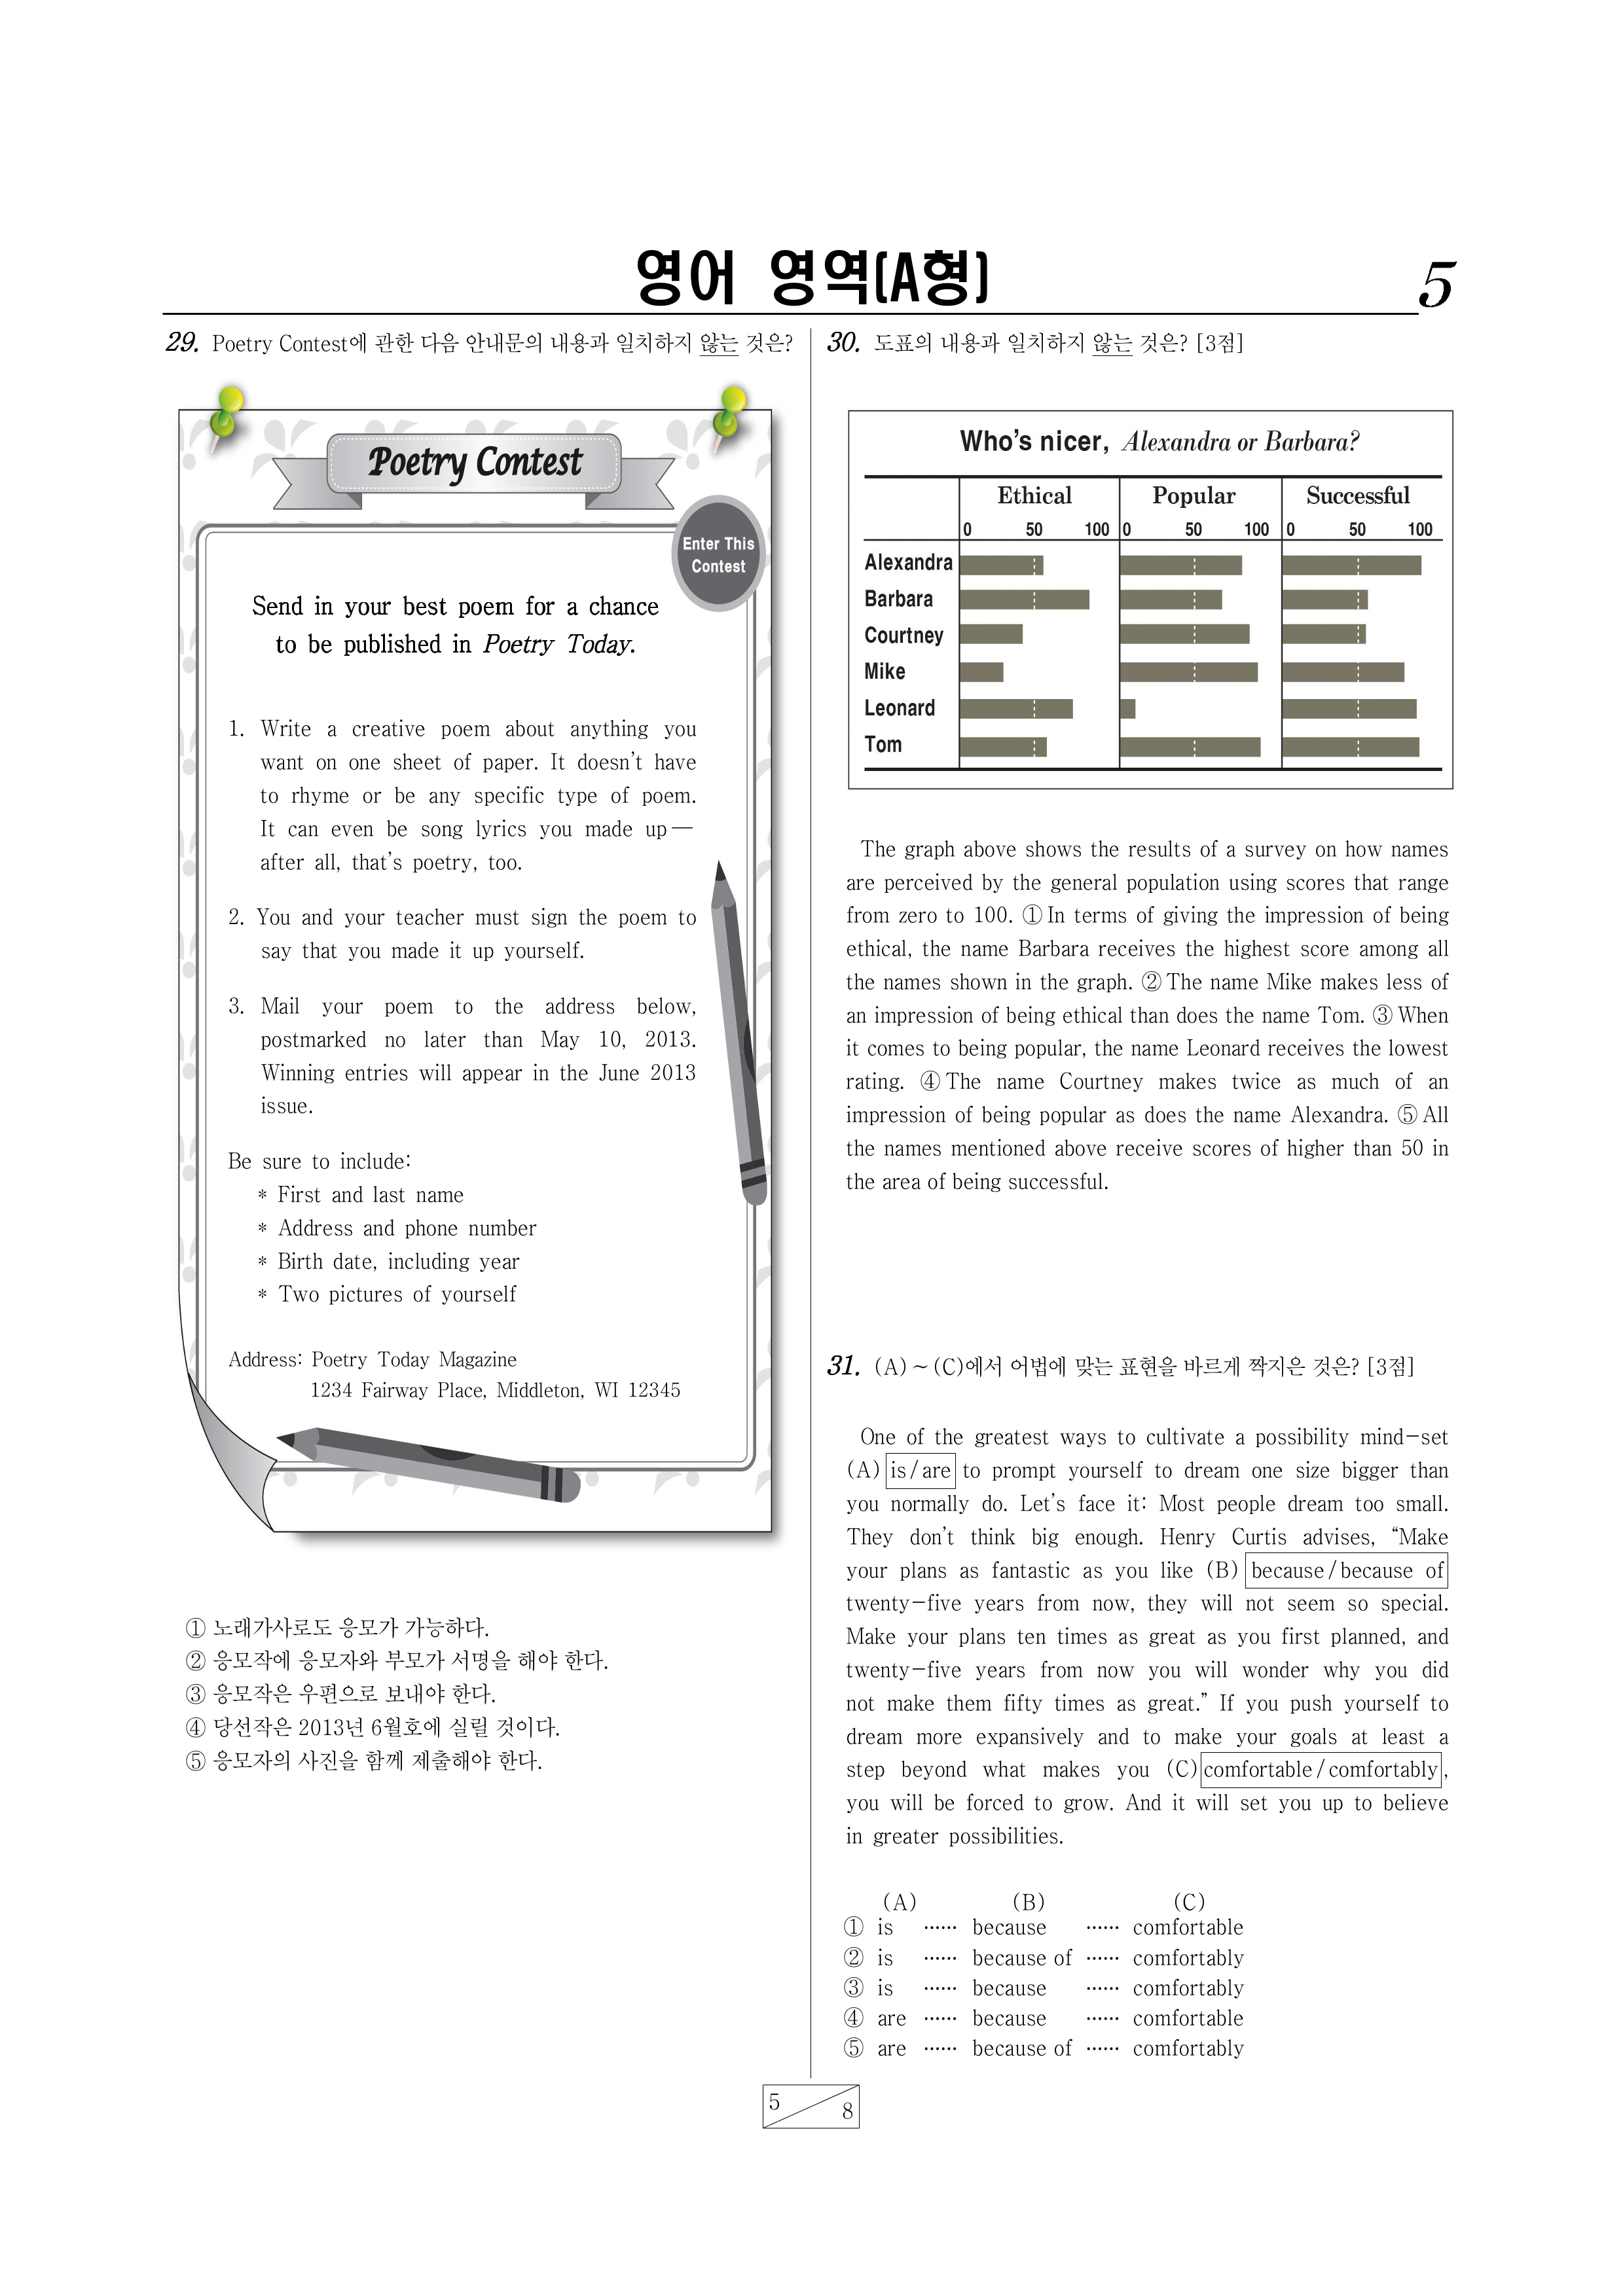 영어 영역(A형)
5
29. Poetry Contest에 관한 다음 안내문의 내용과 일치하지 않는 것은?
Poetry Contest
Enter This
Contest
Send in your best poem for a chance
to be published in Poetry Today.
1. Write a creative poem about anything you
want on one sheet of paper. It doesn’t have
to rhyme or be any specific type of poem.
It can even be song lyrics you made up—
after all, that’s poetry, too.
2. You and your teacher must sign the poem to
say that you made it up yourself.
3. Mail your poem to the address below,
postmarked no later than May 10, 2013.
Winning entries will appear in the June 2013
issue.
Be sure to include:
* First and last name
* Address and phone number
* Birth date, including year
* Two pictures of yourself
Address: Poetry Today Magazine
1234 Fairway Place, Middleton, WI 12345
① 노래가사로도 응모가 가능하다.
② 응모작에 응모자와 부모가 서명을 해야 한다.
③ 응모작은 우편으로 보내야 한다.
④ 당선작은 2013년 6월호에 실릴 것이다.
⑤ 응모자의 사진을 함께 제출해야 한다.
30. 도표의 내용과 일치하지 않는 것은? [3점]
Who’s nicer, Alexandra or Barbara?
Ethical Popular Successful
0 50 100 0 50 100 0 50 100
Alexandra
Barbara
Courtney
Mike
Leonard
Tom
The graph above shows the results of a survey on how names
are perceived by the general population using scores that range
from zero to 100. ① In terms of giving the impression of being
ethical, the name Barbara receives the highest score among all
the names shown in the graph. ② The name Mike makes less of
an impression of being ethical than does the name Tom. ③ When
it comes to being popular, the name Leonard receives the lowest
rating. ④ The name Courtney makes twice as much of an
impression of being popular as does the name Alexandra. ⑤ All
the names mentioned above receive scores of higher than 50 in
the area of being successful.
31. (A)~(C)에서 어법에 맞는 표현을 바르게 짝지은 것은? [3점]
One of the greatest ways to cultivate a possibility mind-set
(A) is/are to prompt yourself to dream one size bigger than
you normally do. Let’s face it: Most people dream too small.
They don’t think big enough. Henry Curtis advises, “Make
your plans as fantastic as you like (B) because/because of
twenty-five years from now, they will not seem so special.
Make your plans ten times as great as you first planned, and
twenty-five years from now you will wonder why you did
not make them fifty times as great.” If you push yourself to
dream more expansively and to make your goals at least a
step beyond what makes you (C) comfortable/comfortably,
you will be forced to grow. And it will set you up to believe
in greater possibilities.
(A) (B) (C)
① is ······ because ······ comfortable
② is ······ because of ······ comfortably
③ is ······ because ······ comfortably
④ are ······ because ······ comfortable
⑤ are ······ because of ······ comfortably
5
8